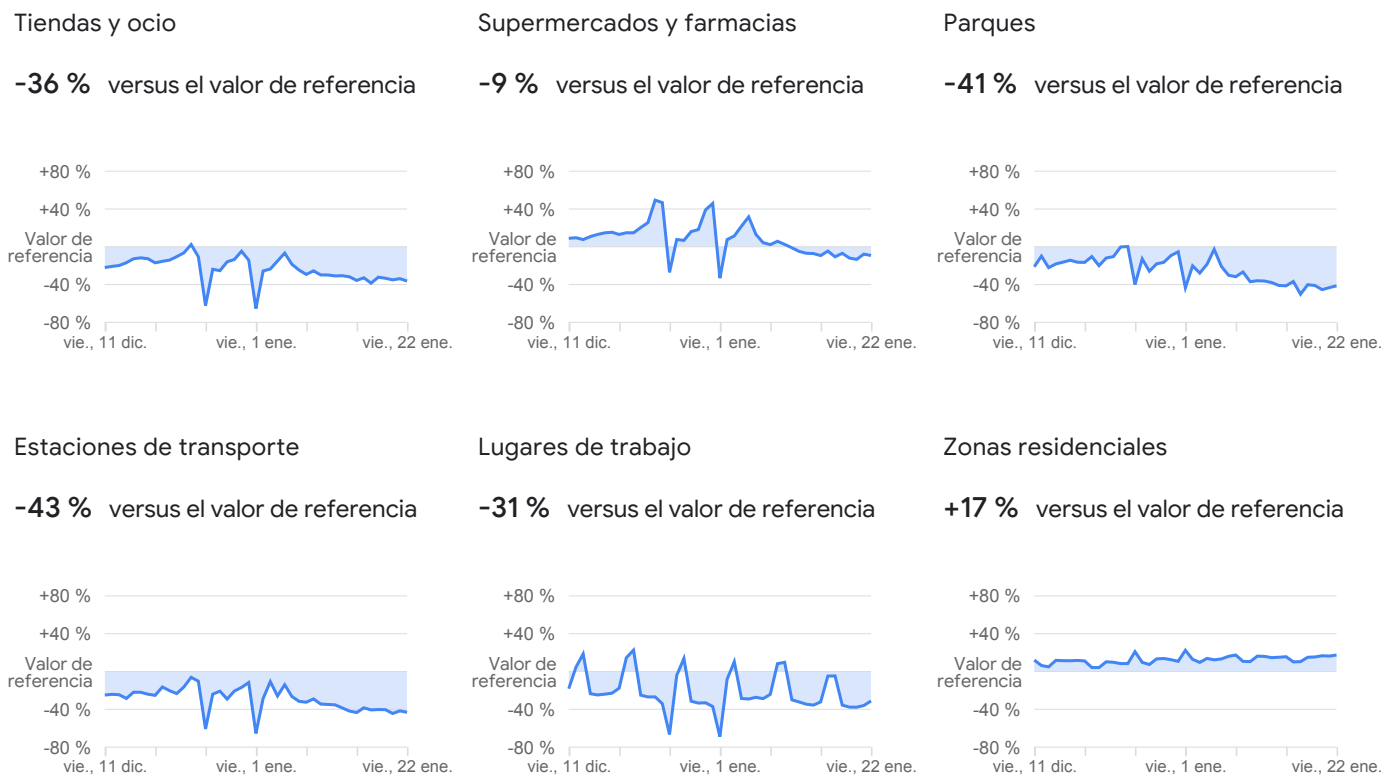 Tiendas y ocio
-36 % versus el valor de referencia
+80 %
+40 %
Valor de
referencia
-40 %
-80 %
vie., 11 dic. vie., 1 ene. vie., 22 ene.
Supermercados y farmacias
-9 % versus el valor de referencia
+80 %
+40 %
Valor de
referencia
-40 %
-80 %
vie., 11 dic. vie., 1 ene. vie., 22 ene.
Parques
-41 % versus el valor de referencia
+80 %
+40 %
Valor de
referencia
-40 %
-80 %
vie., 11 dic. vie., 1 ene. vie., 22 ene.
Estaciones de transporte
-43 % versus el valor de referencia
+80 %
+40 %
Valor de
referencia
-40 %
-80 %
vie., 11 dic. vie., 1 ene. vie., 22 ene.
Lugares de trabajo
-31 % versus el valor de referencia
+80 %
+40 %
Valor de
referencia
-40 %
-80 %
vie., 11 dic. vie., 1 ene. vie., 22 ene.
Zonas residenciales
+17 % versus el valor de referencia
+80 %
+40 %
Valor de
referencia
-40 %
-80 %
vie., 11 dic. vie., 1 ene. vie., 22 ene.